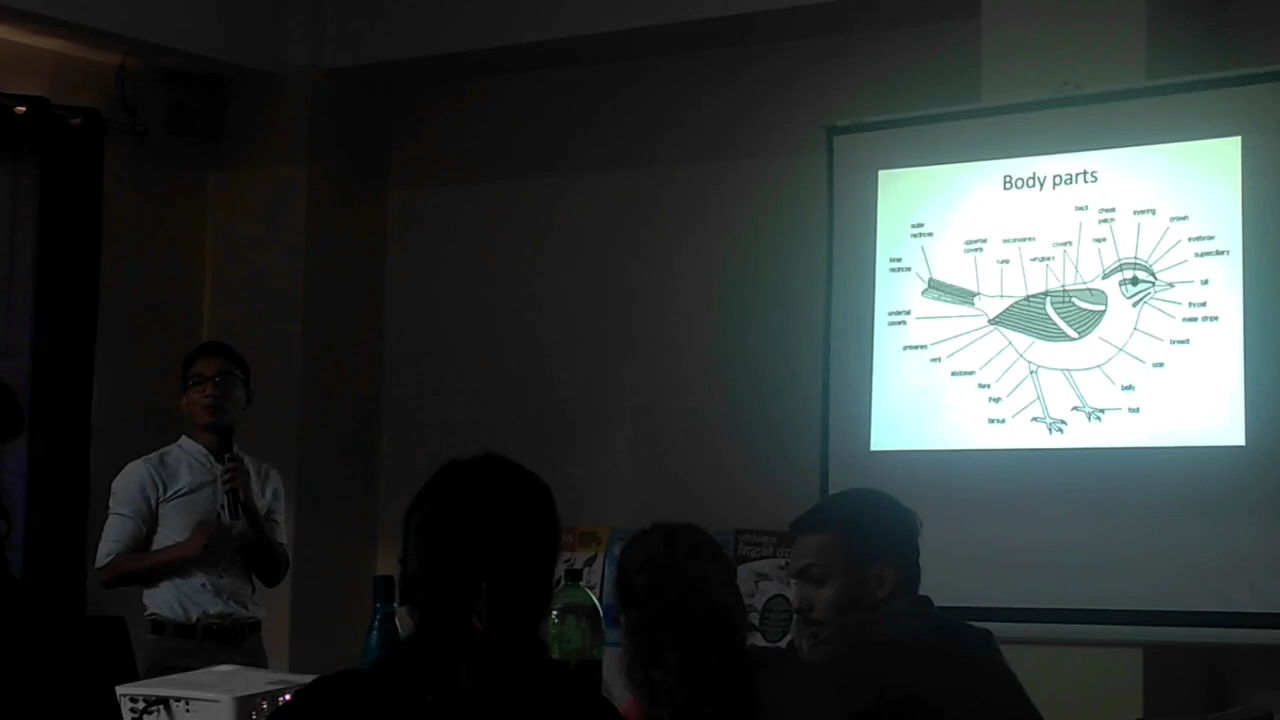 Body parts
back
cheek
patch
eyering
crown
eyebrow
superciliary
bill
throat
malar stripe
breast
side
belly
foot
outer
rectrices
inner
rectrices
uppertail
coverts
rump
secondaries
wingbars
coverts
nape
undertail
coverts
primaries
vent
abdomen
flank
thigh
tarsus